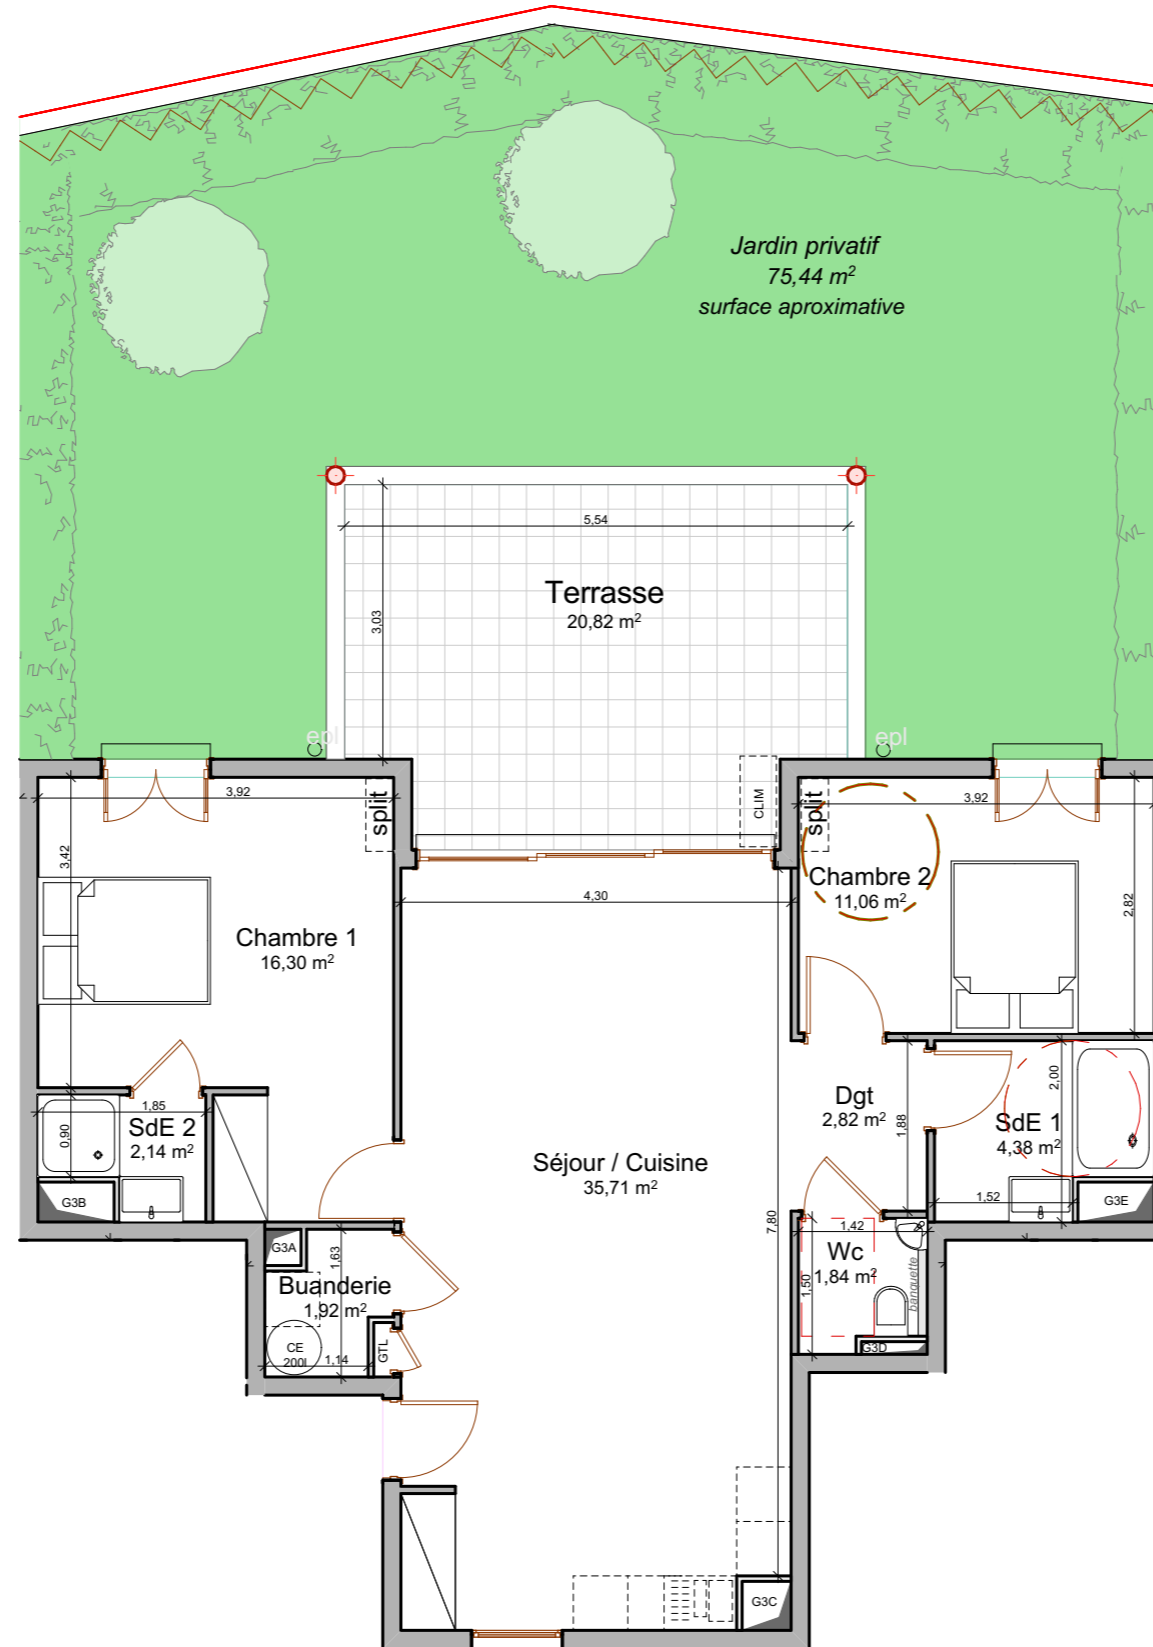 Jardin privatif
75,44 m²
surface aproximative
5,54
3,03
Terrasse
20,82 m²
epl
epl
CLIM
3,92
split
split
3,92
3,42
4,30
Chambre 1
16,30 m²
Chambre 2
11,06 m²
2,82
1,85
0,90
SdE 2
2,14 m²
G3B
Dgt
2,82 m²
1,88
2,00
SdE 1
4,38 m²
1,52
G3E
Séjour / Cuisine
35,71 m²
7,80
G3A
1,63
Buanderie
1,92 m²
CE
200l
1,14
GTL
1,42
Wc
1,84 m²
1,50
banquette
G3D
G3C